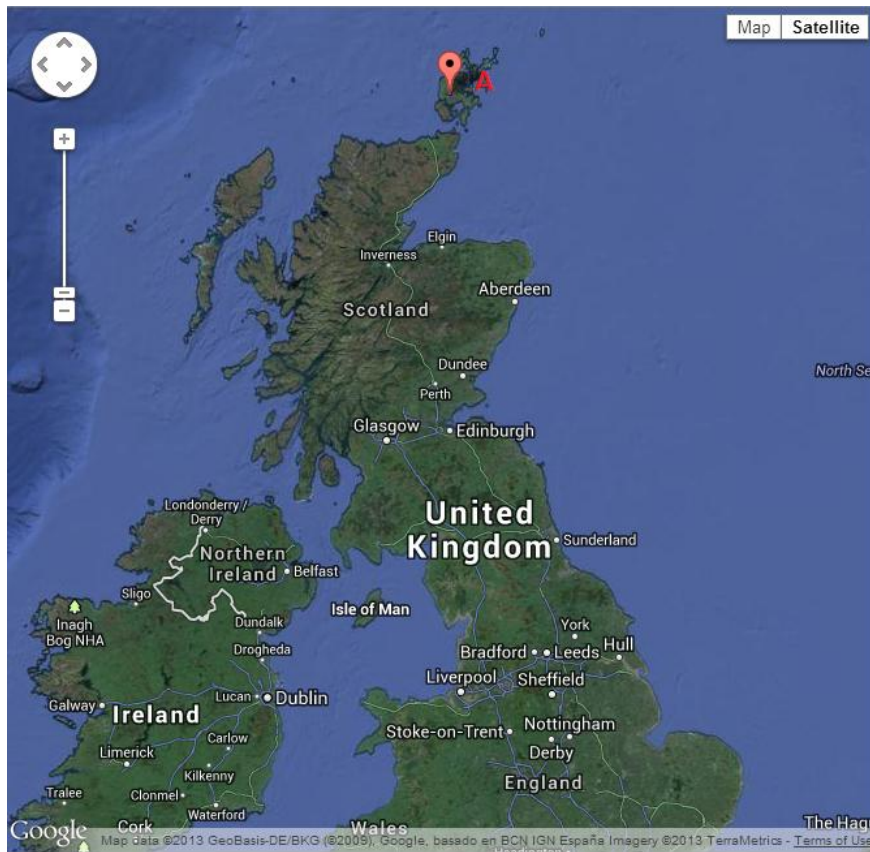 Map Satellite
A
Elgin
Inverness
Aberdeen
Scotland
North Se
Dundee
Perth
Glasgow
Edinburgh
Londonderry /
Derry
United
Kingdom
Sunderland
Northern
Ireland
Belfast
Sligo
Isle of Man
Inagh
Bog NHA
Dundalk
York
Drogheda
Bradford
Leeds
Hull
Liverpool
Sheffield
Lucan
Dublin
Galway
Ireland
Stoke-on-Trent
Nottingham
Derby
Carlow
Limerick
Kilkenny
England
Tralee
Clonmel
Waterford
The Hagu
Cork
Wales
Google
Map data ©2013 GeoBasis-DE/BKG (©2009), Google, basado en BCN IGN España Imagery ©2013 TerraMetrics - Terms of Use